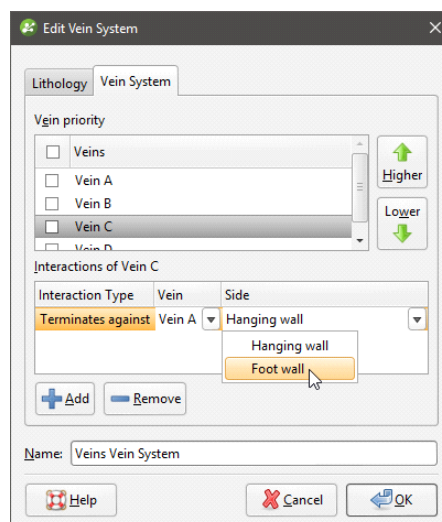 Edit Vein System
Lithology Vein System
Vein priority
Veins
Vein A
Vein B
Vein C
Vein D
Higher
Lower
Interactions of Vein C
Interaction Type Vein Side
Terminates against Vein A Hanging wall
Hanging wall
Foot wall
Add Remove
Name: Veins Vein System
Help Cancel OK